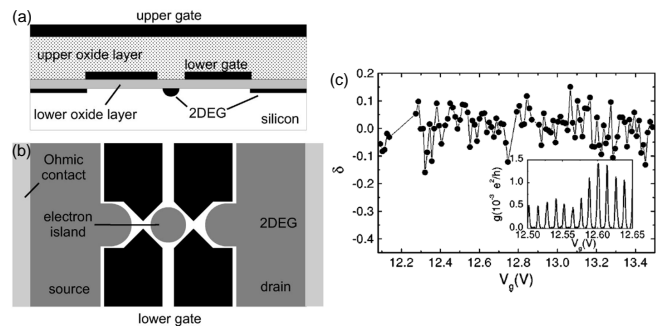 (a)
upper gate
upper oxide layer
lower gate
lower oxide layer
2DEG
silicon
(b)
Ohmic
contact
electron
island
2DEG
source
drain
lower gate
(c)
0.2
0.1
0.0
-0.1
-0.2
-0.3
-0.4
δ
12.2 12.4 12.6 12.8 13.0 13.2 13.4
V_g(V)
g(10⁻³ e²/h)
1.5
1.0
0.5
0.0
12.50 12.55 12.60 12.65
V_g(V)